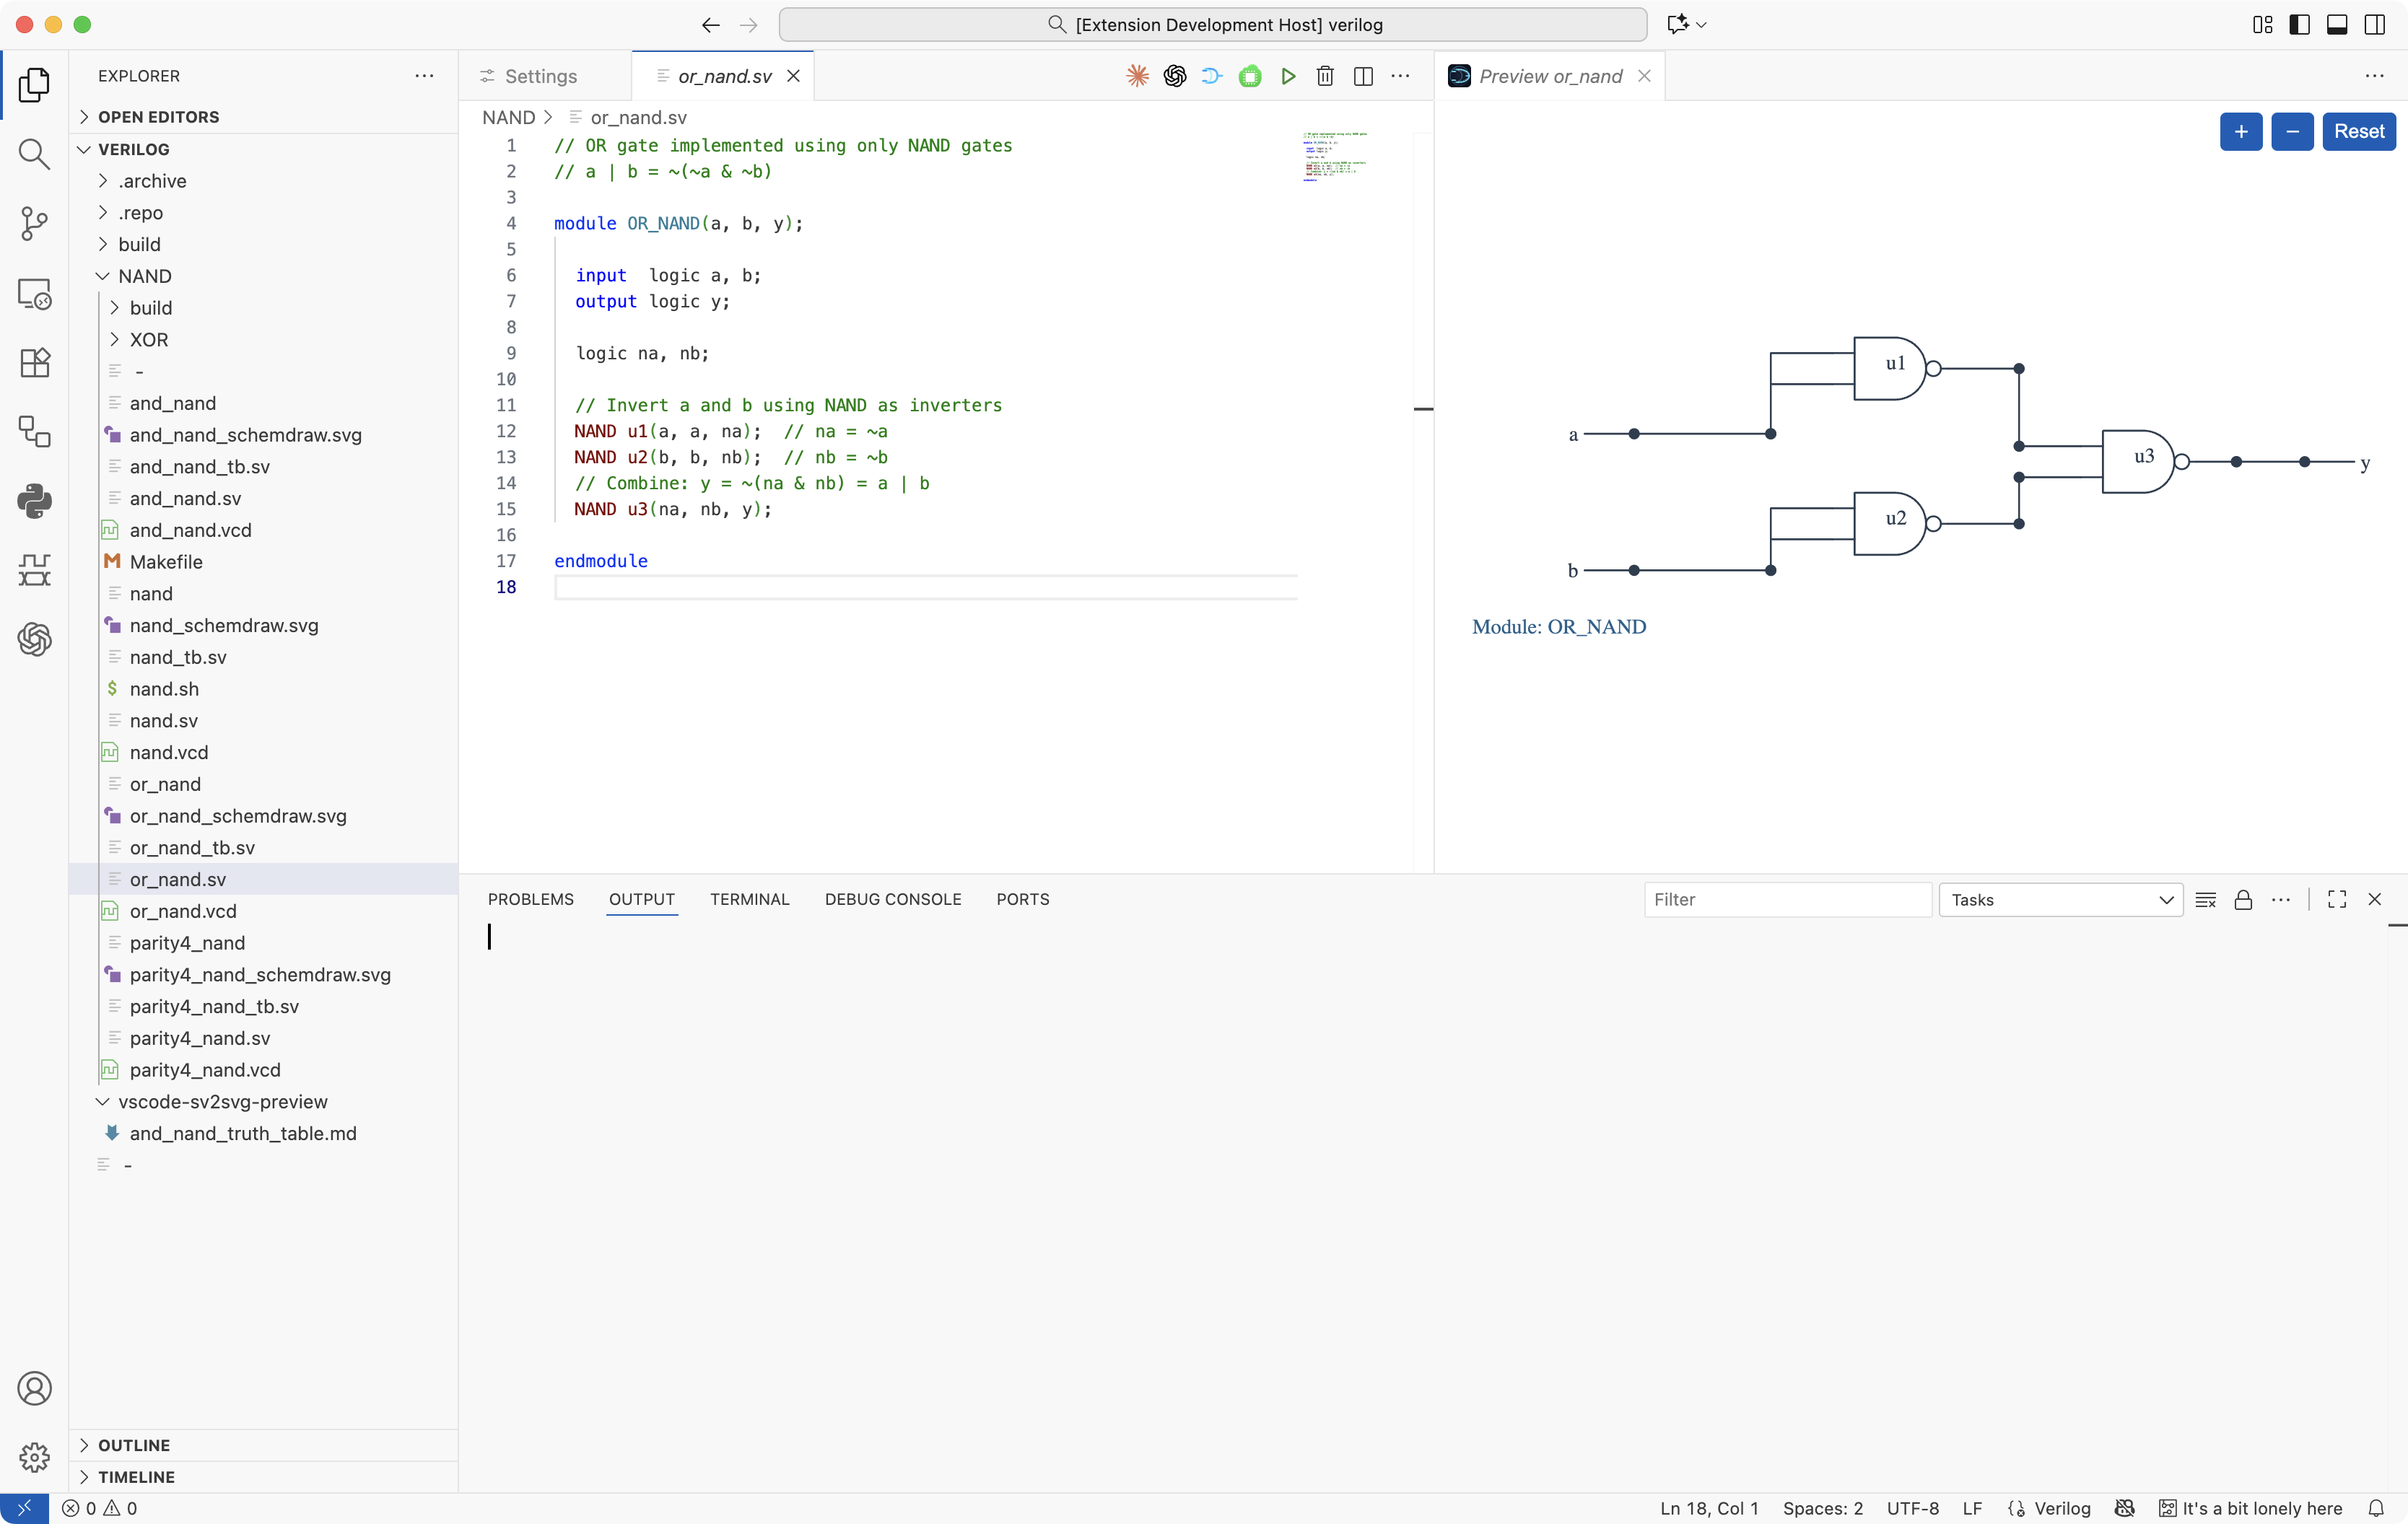 [Extension Development Host] verilog
EXPLORER
OPEN EDITORS
VERILOG
.archive
.repo
build
NAND
build
XOR
-
and_nand
and_nand_schemdraw.svg
and_nand_tb.sv
and_nand.sv
and_nand.vcd
Makefile
nand
nand_schemdraw.svg
nand_tb.sv
nand.sh
nand.sv
nand.vcd
or_nand
or_nand_schemdraw.svg
or_nand_tb.sv
or_nand.sv
or_nand.vcd
parity4_nand
parity4_nand_schemdraw.svg
parity4_nand_tb.sv
parity4_nand.sv
parity4_nand.vcd
vscode-sv2svg-preview
and_nand_truth_table.md
-
OUTLINE
TIMELINE
Settings
or_nand.sv
NAND > or_nand.sv
1 // OR gate implemented using only NAND gates
2 // a | b = ~(~a & ~b)
3
4 module OR_NAND(a, b, y);
5
6 input  logic a, b;
7 output logic y;
8
9 logic na, nb;
10
11 // Invert a and b using NAND as inverters
12 NAND u1(a, a, na);  // na = ~a
13 NAND u2(b, b, nb);  // nb = ~b
14 // Combine: y = ~(na & nb) = a | b
15 NAND u3(na, nb, y);
16
17 endmodule
18
Preview or_nand
+ − Reset
u1
a
u3
y
u2
b
Module: OR_NAND
PROBLEMS OUTPUT TERMINAL DEBUG CONSOLE PORTS
Filter
Tasks
0 0
Ln 18, Col 1 Spaces: 2 UTF-8 LF Verilog It's a bit lonely here